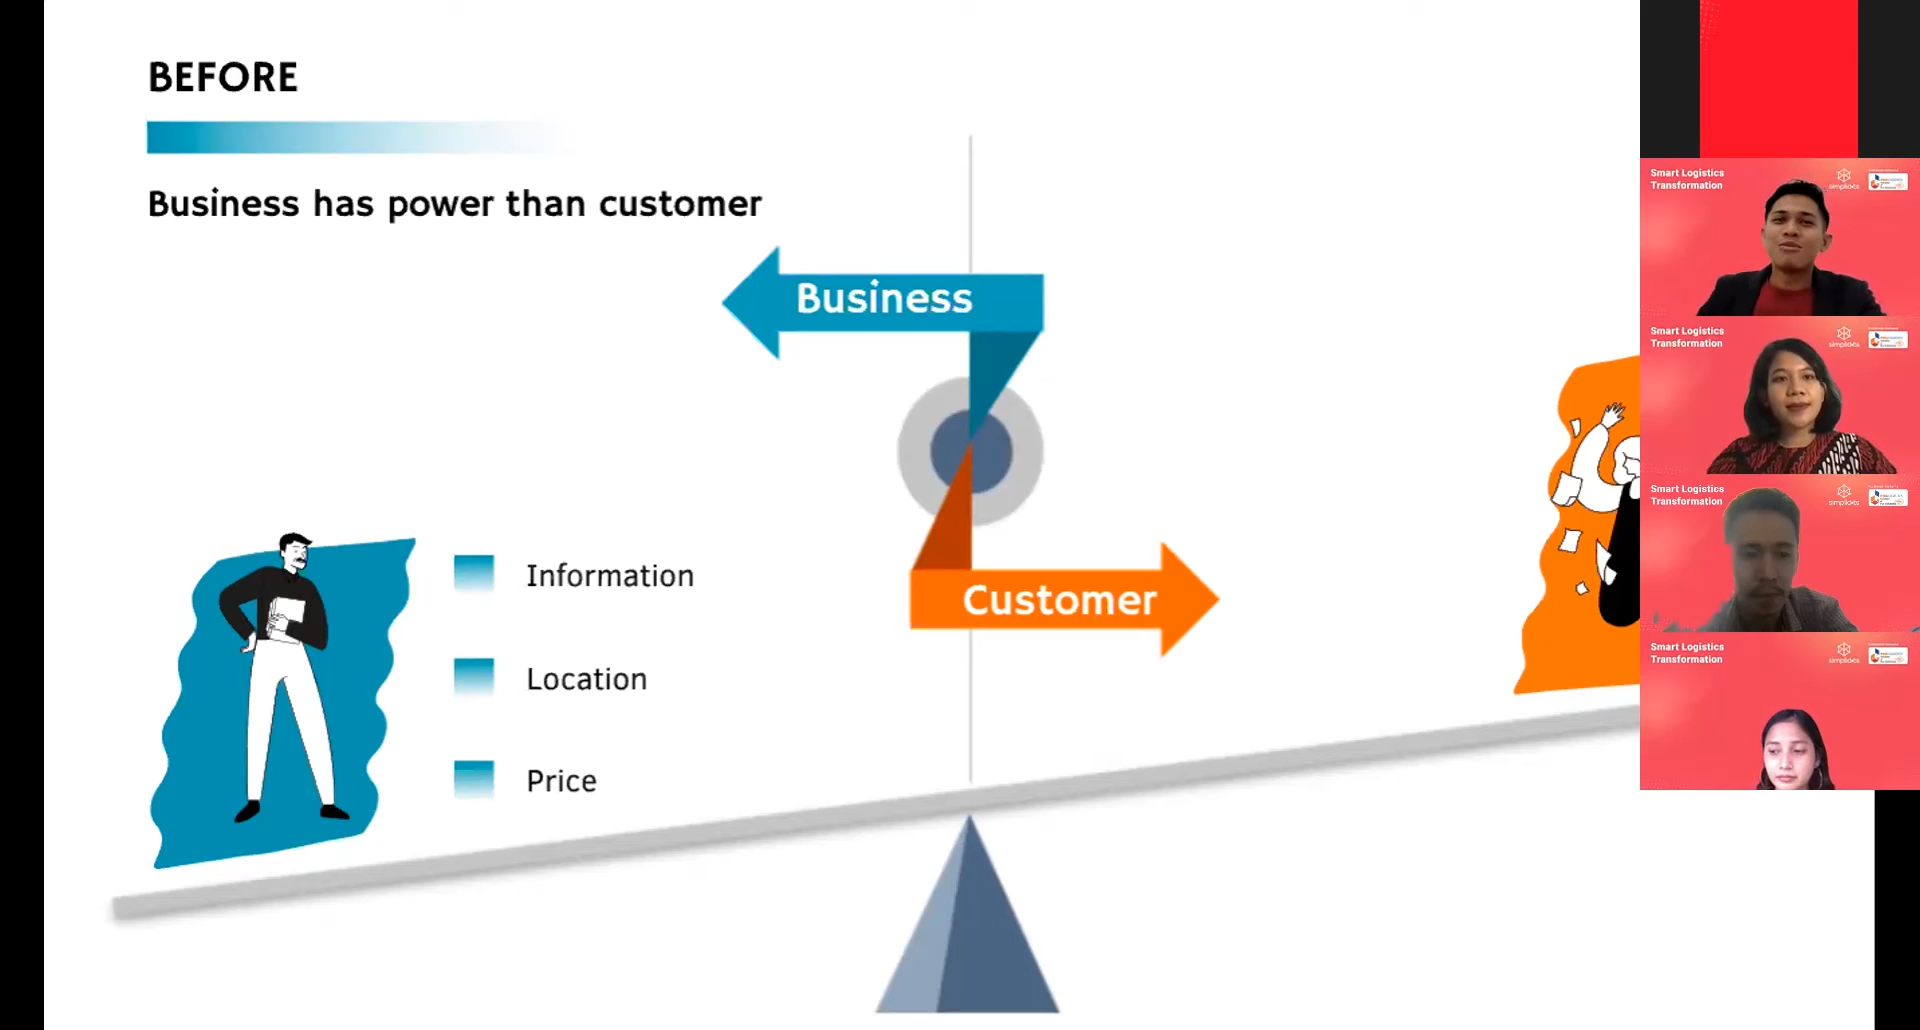 BEFORE
Business has power than customer
Business
Customer
Information
Location
Price
Smart Logistics
Transformation
Smart Logistics
Transformation
Smart Logistics
Transformation
Smart Logistics
Transformation